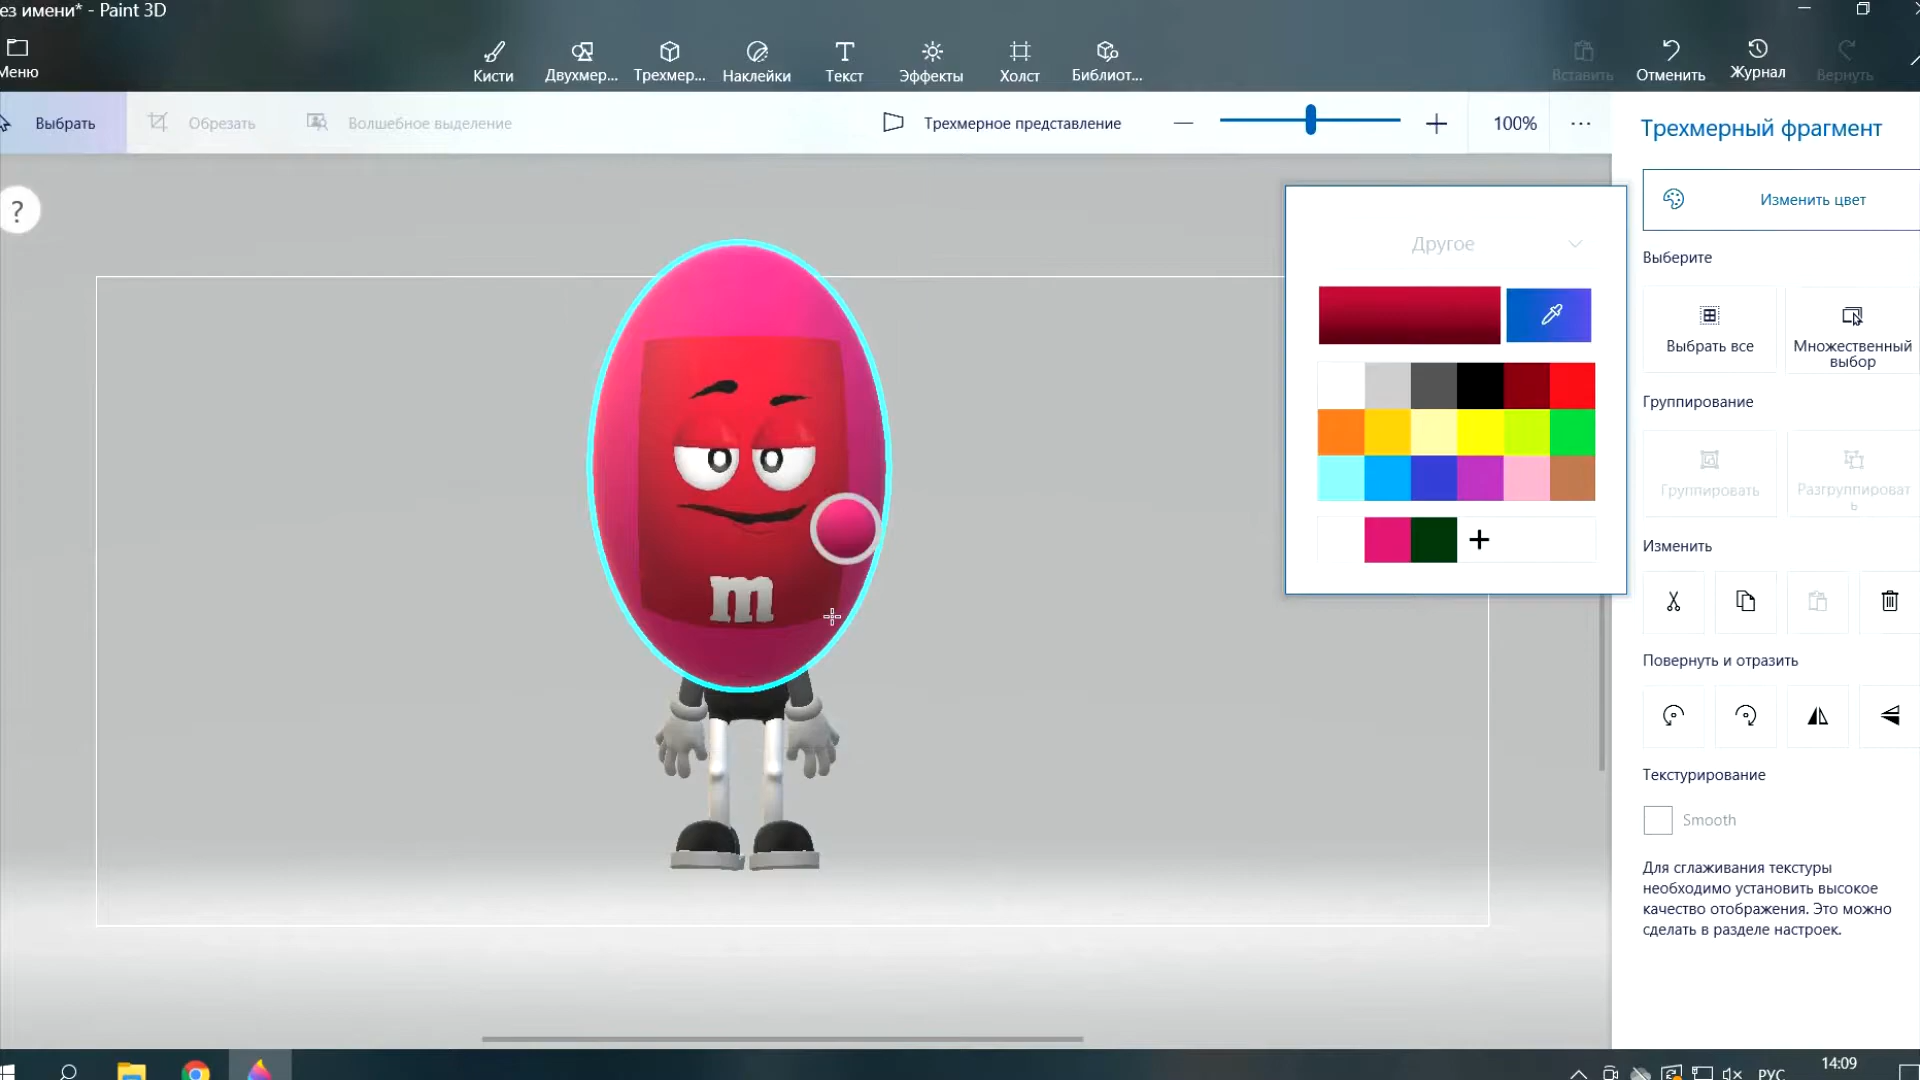 ез имени* - Paint 3D
Меню
Кисти
Двухмер...
Трехмер...
Наклейки
Текст
Эффекты
Холст
Библиот...
Вставить
Отменить
Журнал
Вернуть
Выбрать
Обрезать
Волшебное выделение
Трехмерное представление
100%
...
Трехмерный фрагмент
?
Изменить цвет
Другое
Выберите
Выбрать все
Множественный
выбор
Группирование
Группировать
Разгруппироват
ь
Изменить
m
Повернуть и отразить
Текстурирование
Smooth
Для сглаживания текстуры
необходимо установить высокое
качество отображения. Это можно
сделать в разделе настроек.
РУС
14:09